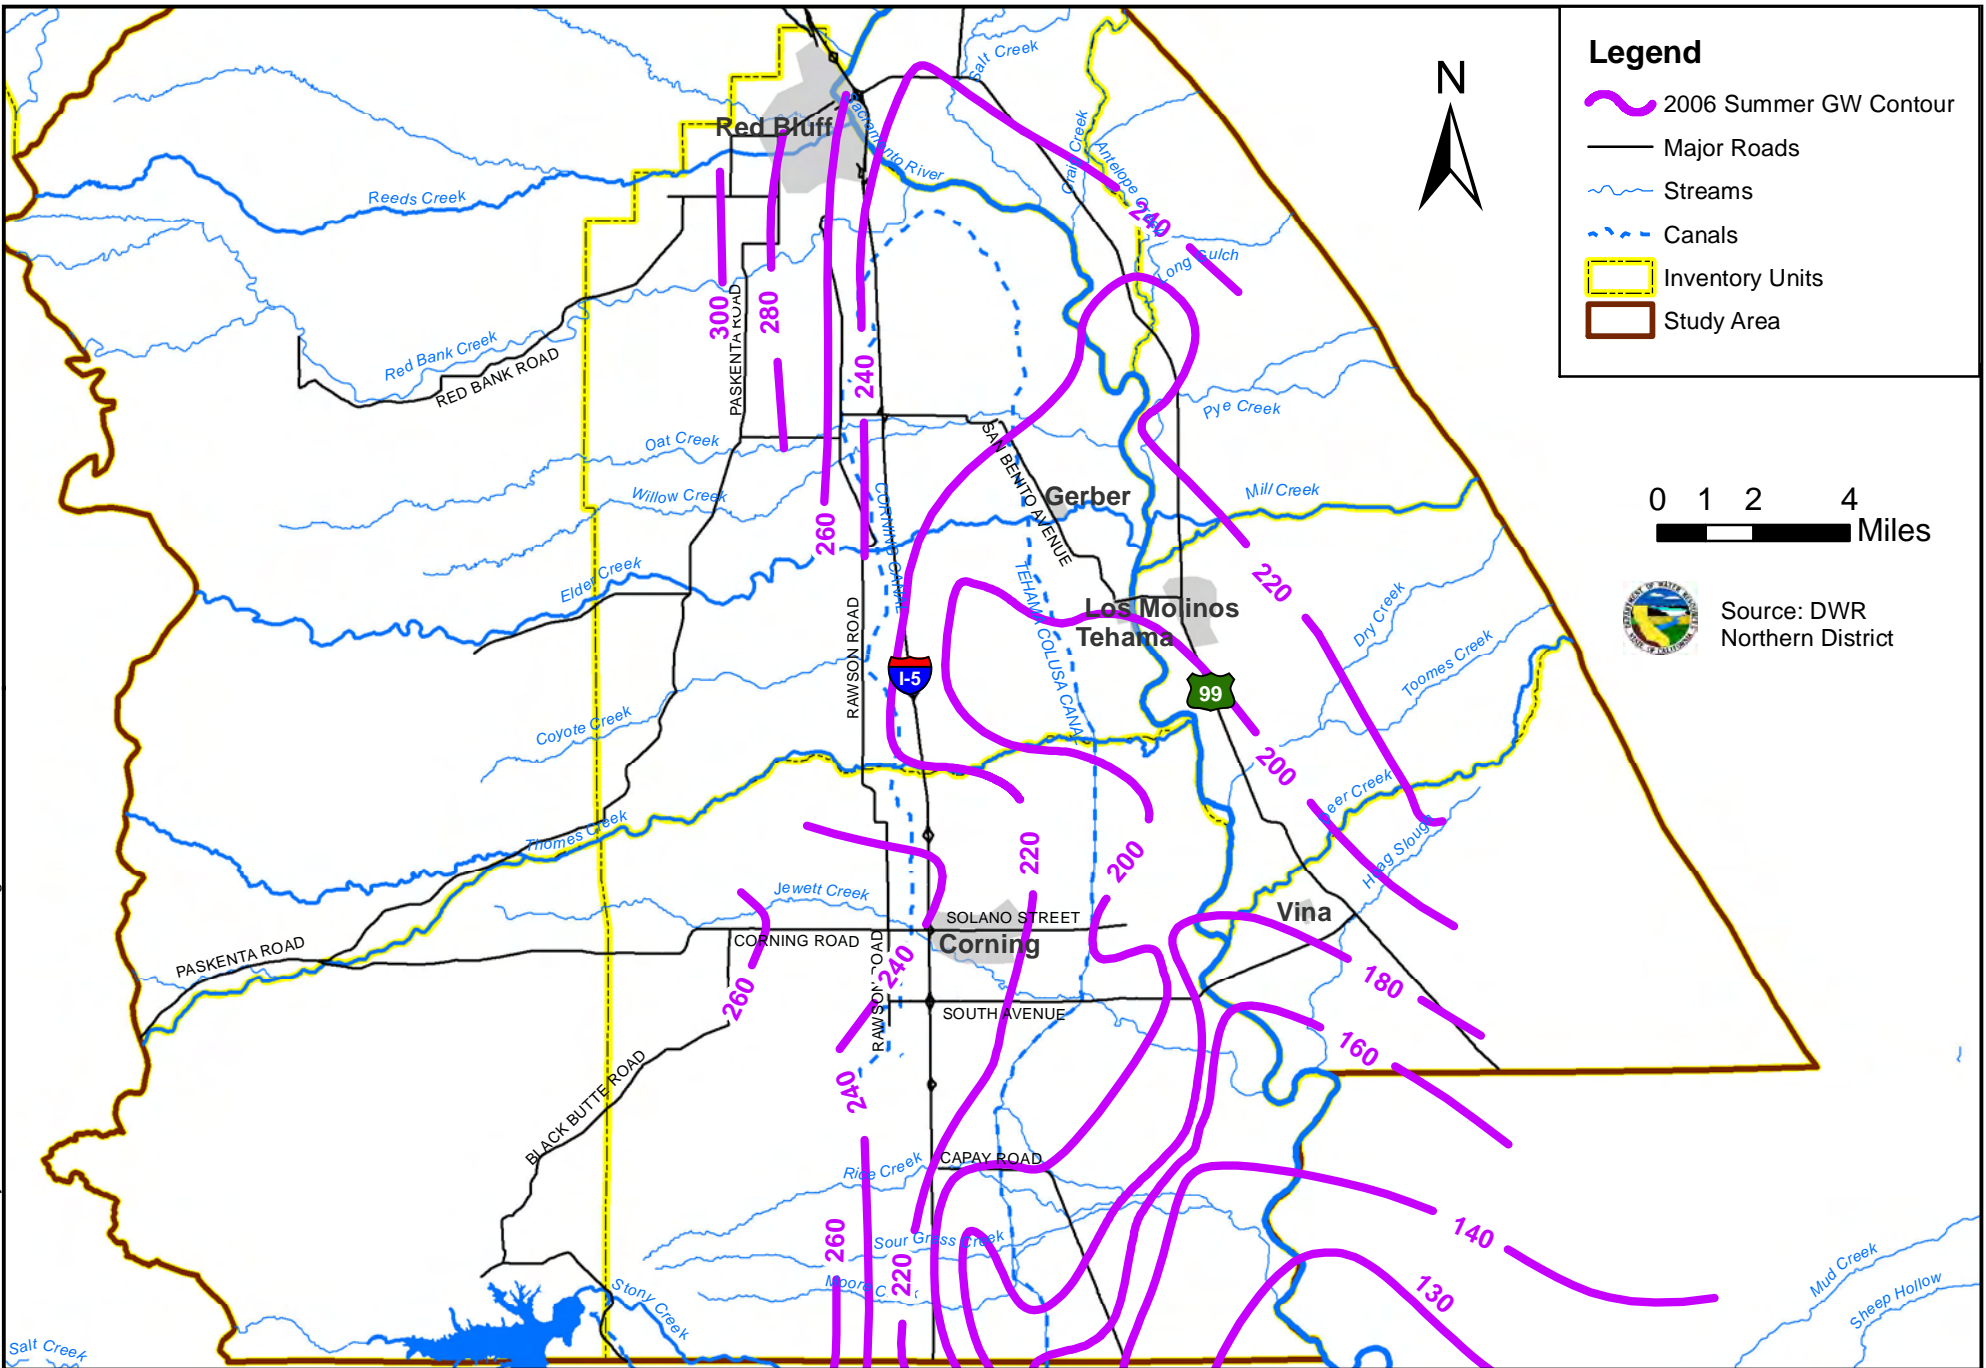 Legend
2006 Summer GW Contour
Major Roads
Streams
Canals
Inventory Units
Study Area
N
0 1 2 4
Miles
Source: DWR
Northern District
Salt Creek
Red Bluff
Sacramento River
Craig Creek
Antelope Creek
Reeds Creek
240
Long Gulch
300
280
PASKENTA ROAD
Red Bank Creek
RED BANK ROAD
240
Pye Creek
Oat Creek
SAN BENITO AVENUE
Willow Creek
Gerber
Mill Creek
CORNING CANAL
260
Elder Creek
TEHAMA COLUSA CANAL
220
Los Molinos
Tehama
Dry Creek
RAWSON ROAD
Toomes Creek
I-5
99
Coyote Creek
200
Deer Creek
Thomes Creek
220
200
Hoag Slough
Jewett Creek
SOLANO STREET
Vina
CORNING ROAD
Corning
PASKENTA ROAD
RAWSON ROAD
240
180
260
SOUTH AVENUE
160
240
BLACK BUTTE ROAD
Rice Creek
CAPAY ROAD
260
Sour Grass Creek
140
220
Moore C
130
Mud Creek
Sheep Hollow
Stony Creek
Salt Creek